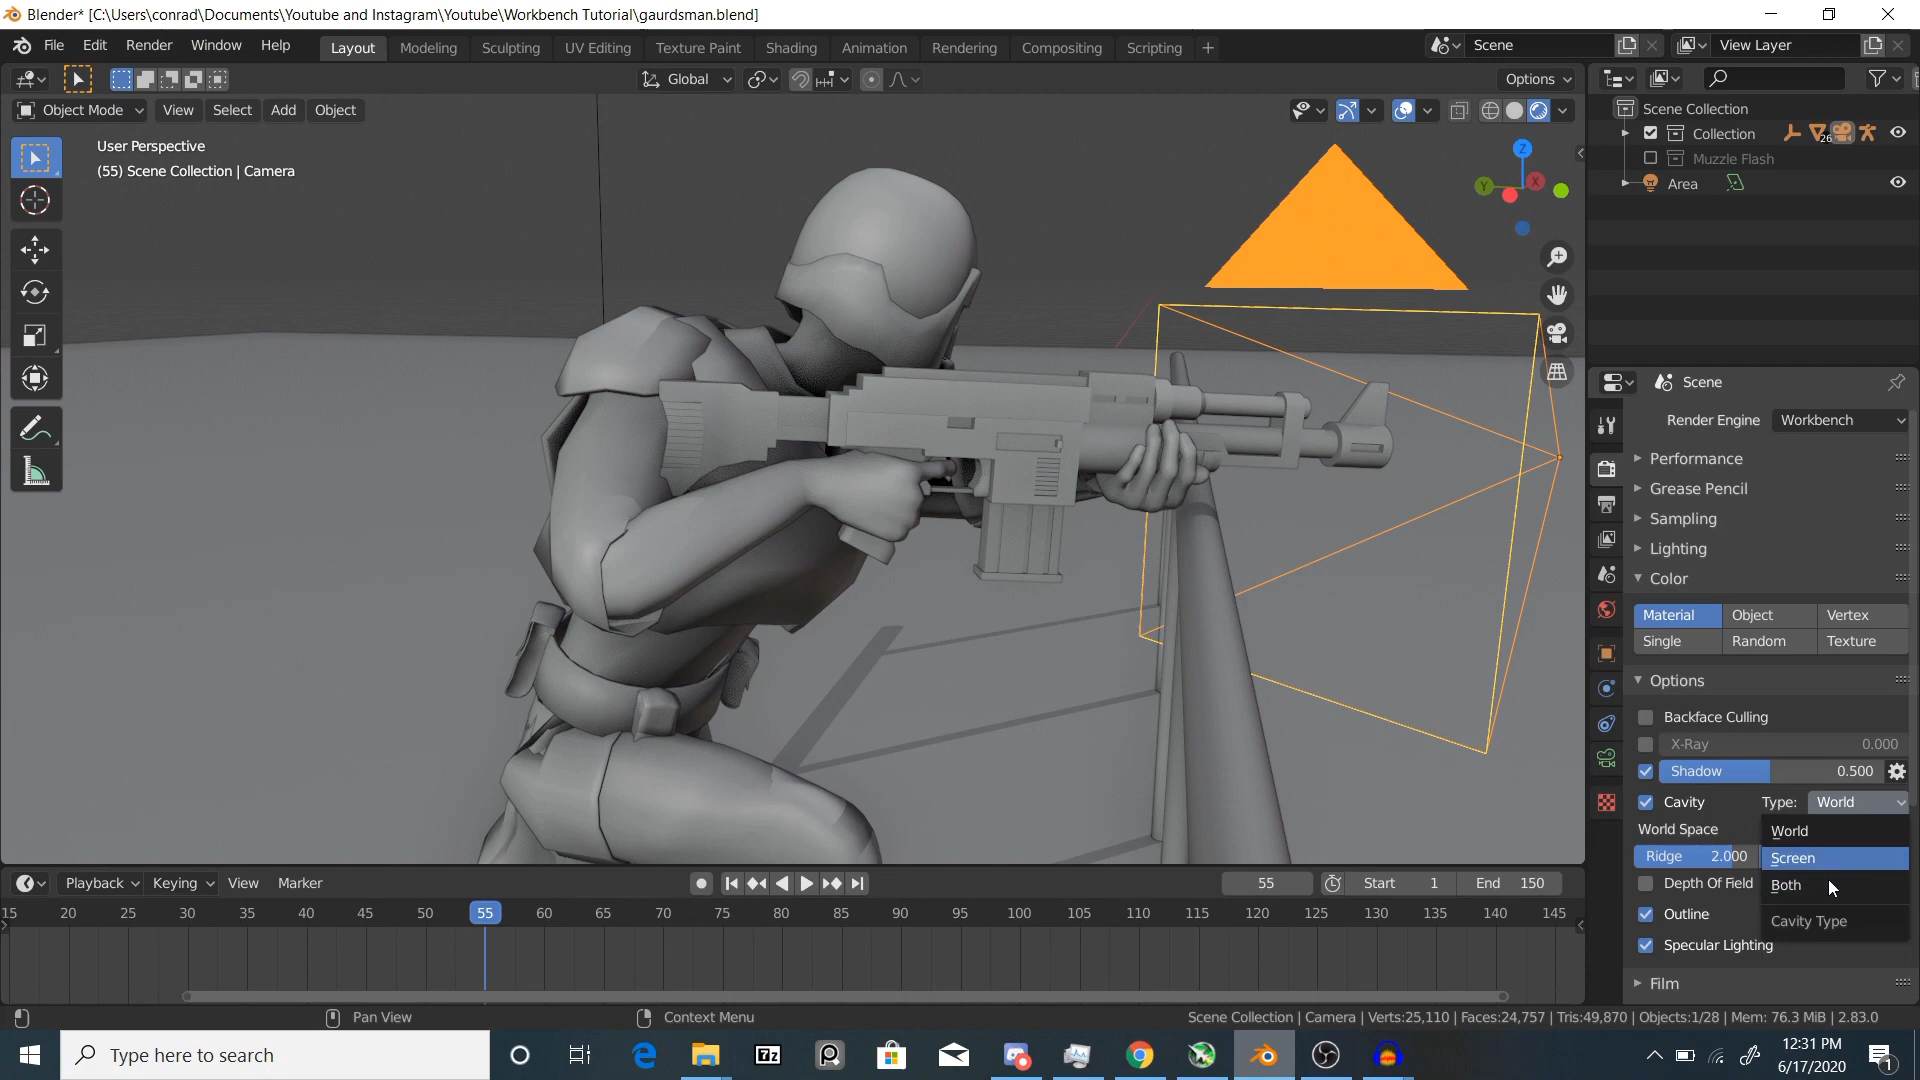 Blender* [C:\Users\conrad\Documents\Youtube and Instagram\Youtube\Workbench Tutorial\gaurdsman.blend]
File Edit Render Window Help Layout Modeling Sculpting UV Editing Texture Paint Shading Animation Rendering Compositing Scripting + Scene View Layer
Global Options
Object Mode View Select Add Object
User Perspective
(55) Scene Collection | Camera
Z
Y X
Scene Collection
Collection 26
Muzzle Flash
Area
Scene
Render Engine Workbench
Performance
Grease Pencil
Sampling
Lighting
Color
Material Object Vertex
Single Random Texture
Options
Backface Culling
X-Ray 0.000
Shadow 0.500
Cavity Type: World
World Space World
Ridge 2.000 Screen
Depth Of Field Both
Outline Cavity Type
Specular Lighting
Film
Playback Keying View Marker 55 Start 1 End 150
15 20 25 30 35 40 45 50 55 60 65 70 75 80 85 90 95 100 105 110 115 120 125 130 135 140 145
Pan View Context Menu Scene Collection | Camera | Verts:25,110 | Faces:24,757 | Tris:49,870 | Objects:1/28 | Mem: 76.3 MiB | 2.83.0
Type here to search
7z
12:31 PM
6/17/2020
1